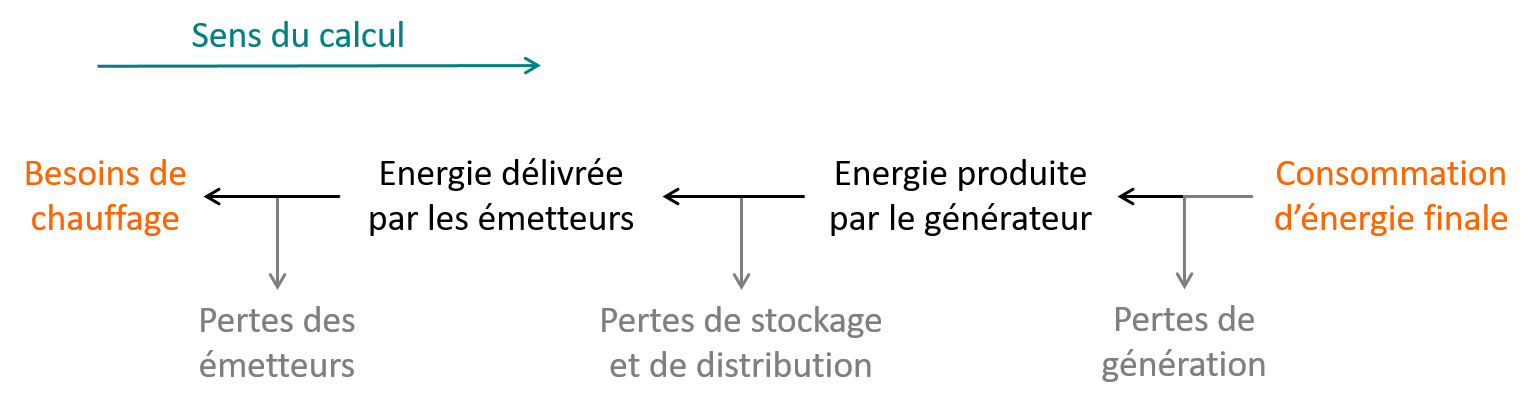 Sens du calcul
Besoins de
chauffage
Energie délivrée
par les émetteurs
Energie produite
par le générateur
Consommation
d’énergie finale
Pertes des
émetteurs
Pertes de stockage
et de distribution
Pertes de
génération